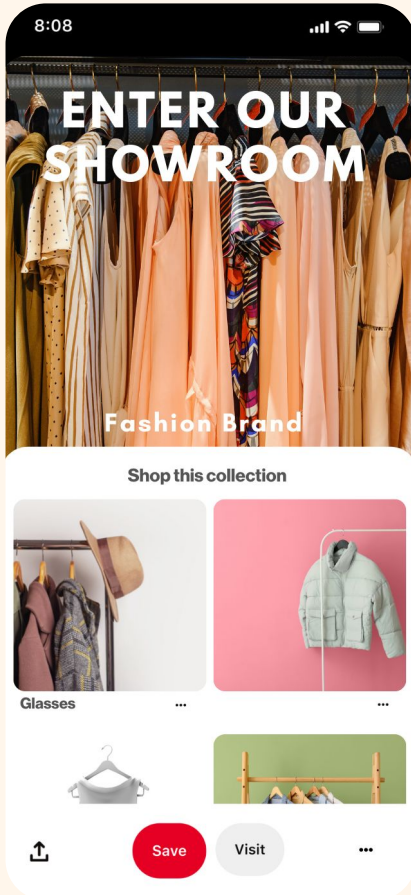 8:08
ENTER OUR
SHOWROOM
Fashion Brand
Shop this collection
Glasses
Save
Visit